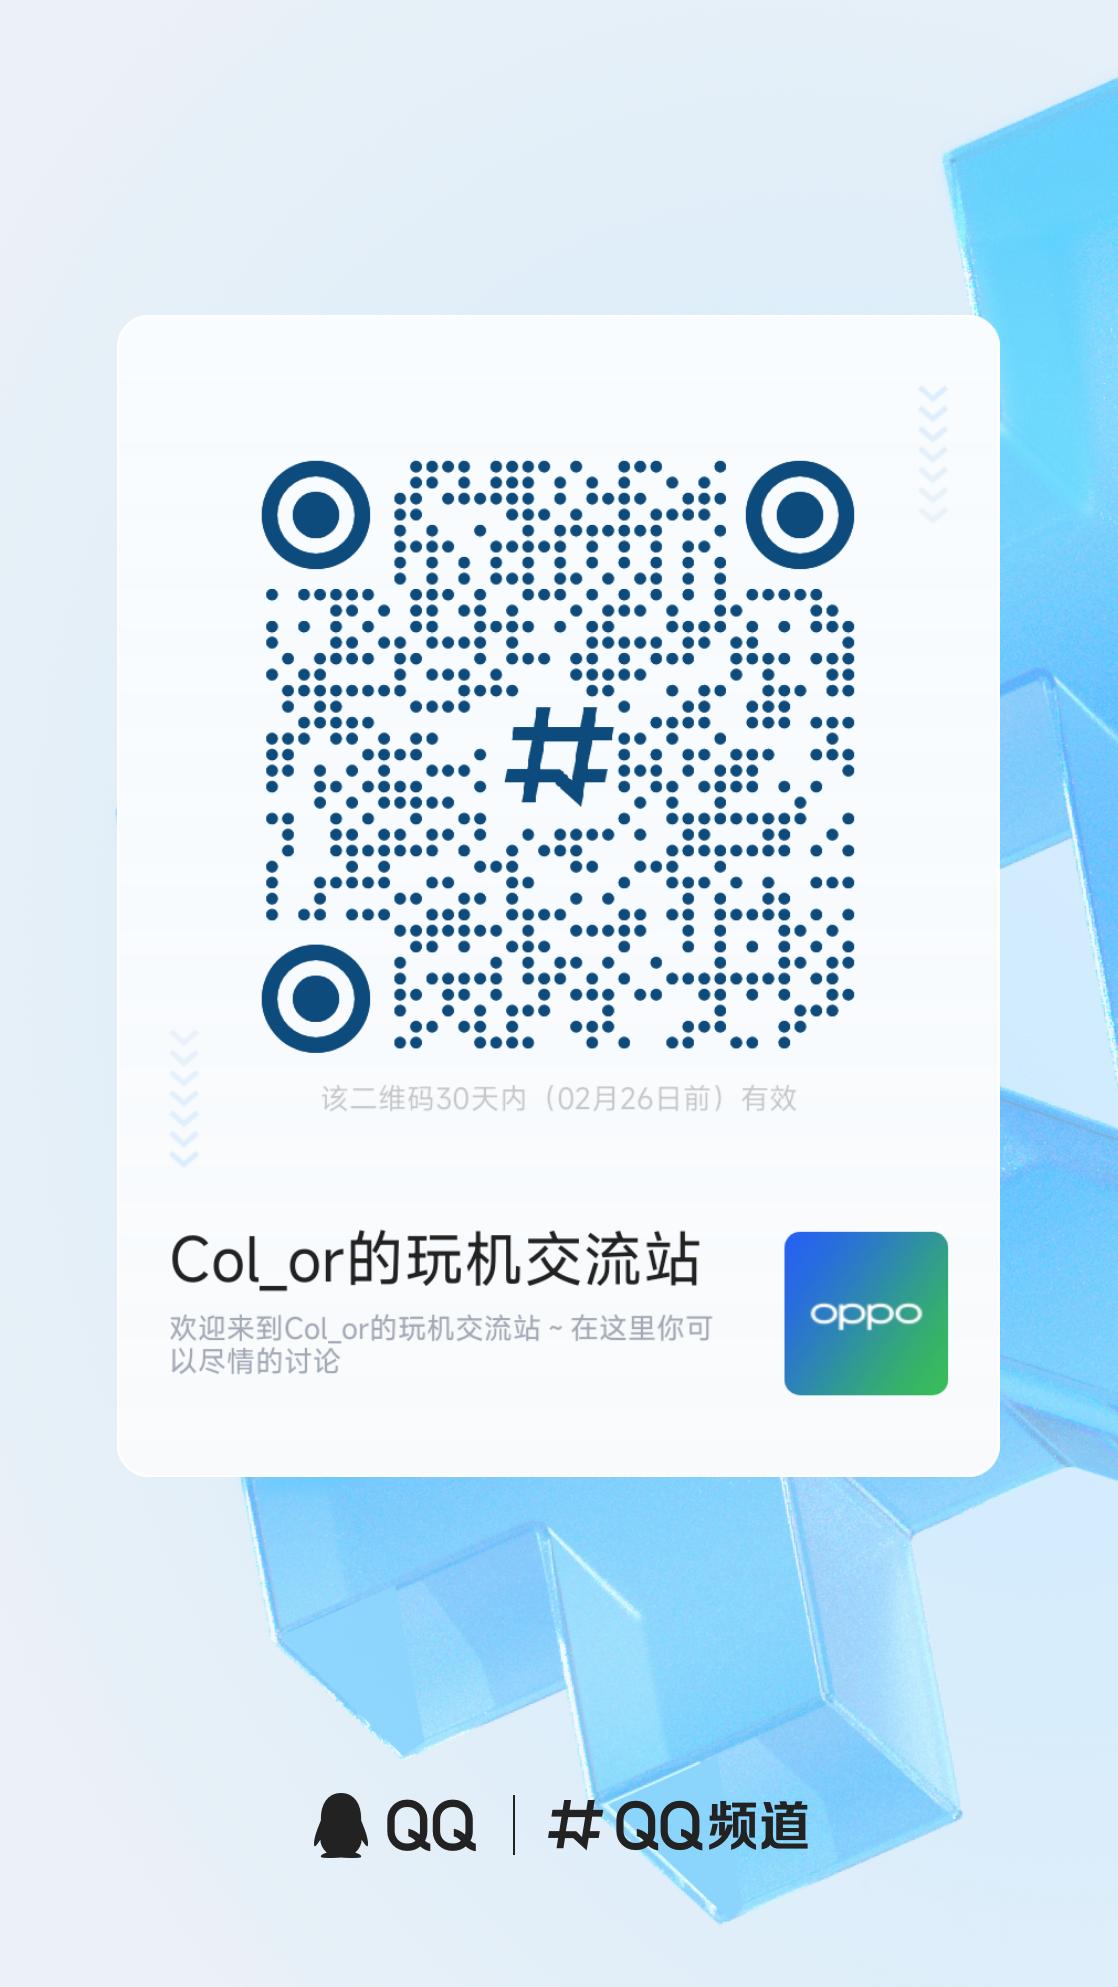 该二维码30天内（02月26日前）有效
Col_or的玩机交流站
欢迎来到Col_or的玩机交流站 ~ 在这里你可
以尽情的讨论
oppo
QQ | QQ频道